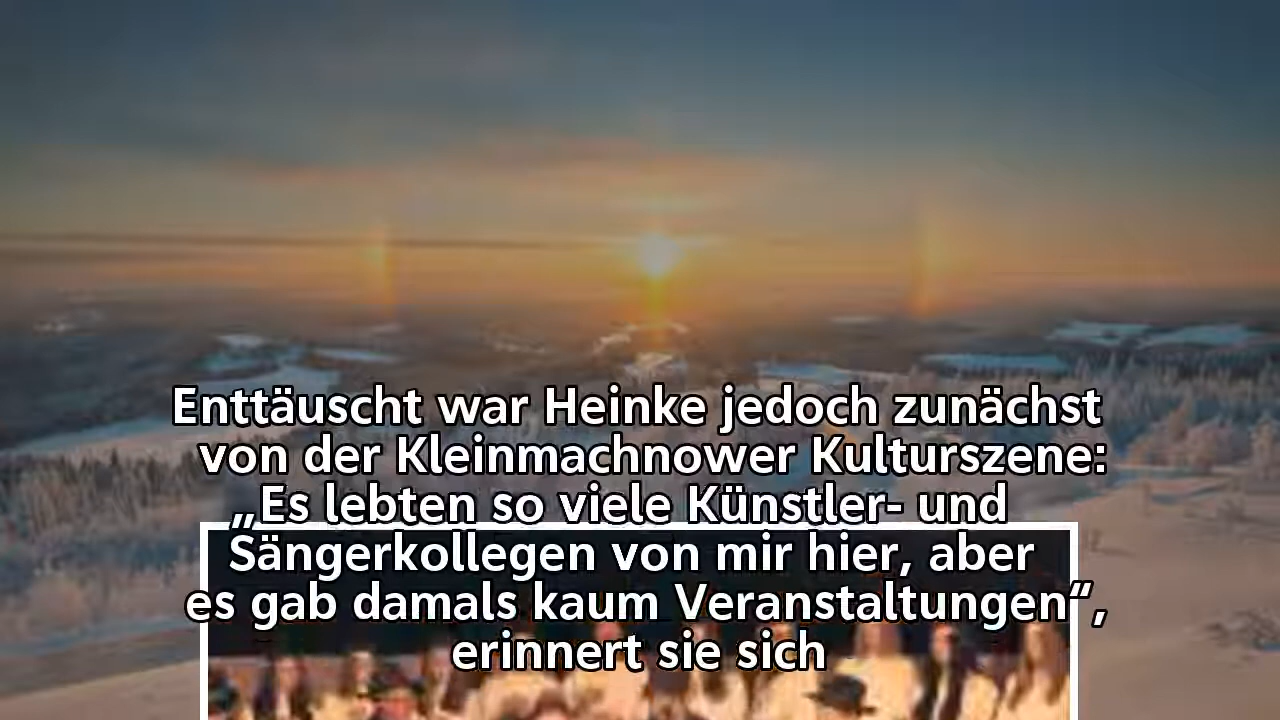 Enttäuscht war Heinke jedoch zunächst
von der Kleinmachnower Kulturszene:
„Es lebten so viele Künstler- und
Sängerkollegen von mir hier, aber
es gab damals kaum Veranstaltungen“,
erinnert sie sich